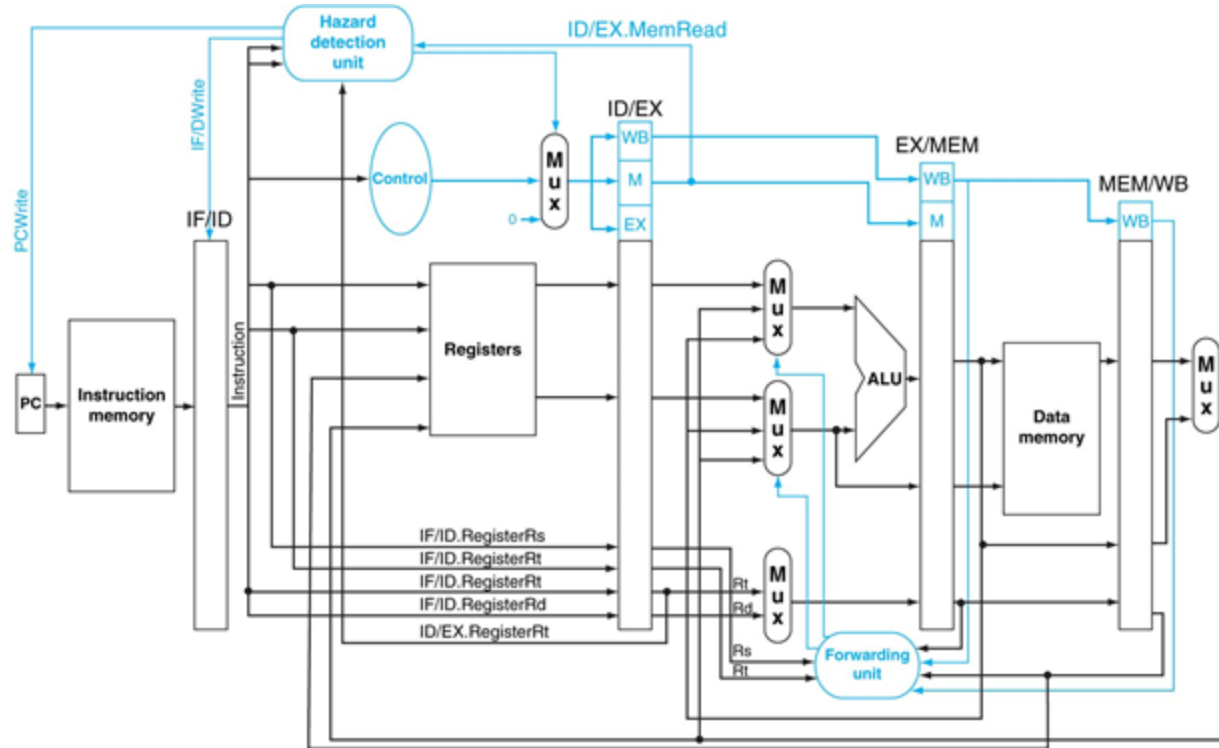 Hazard
detection
unit
ID/EX.MemRead
PCWrite
IF/DWrite
ID/EX
WB
M
EX
EX/MEM
WB
M
MEM/WB
WB
Control
M
u
x
0
IF/ID
Instruction
PC
Instruction
memory
Registers
M
u
x
M
u
x
ALU
Data
memory
M
u
x
IF/ID.RegisterRs
IF/ID.RegisterRt
IF/ID.RegisterRt
IF/ID.RegisterRd
ID/EX.RegisterRt
Rt
Rd
M
u
x
Rs
Rt
Forwarding
unit